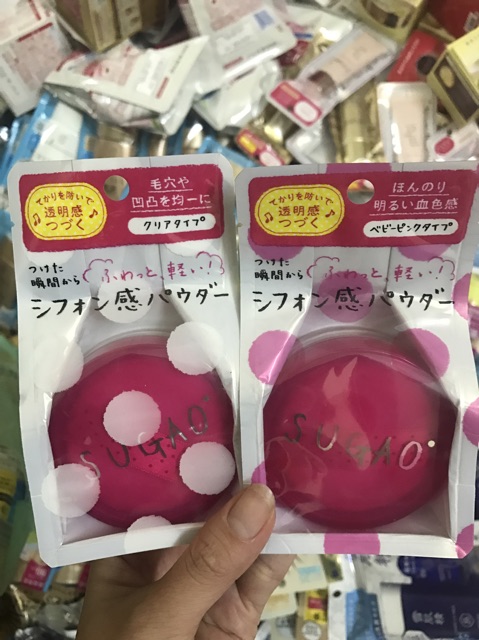 てかりを防いで
透明感
つづく♪
毛穴や
凹凸を均一に
クリアタイプ
つけた
瞬間から
ふわっと、軽い!
シフォン感パウダー
SUGAO
てかりを防いで
透明感
つづく♪
ほんのり
明るい血色感
ベビーピンクタイプ
つけた
瞬間から
ふわっと、軽い!
シフォン感パウダー
SUGAO